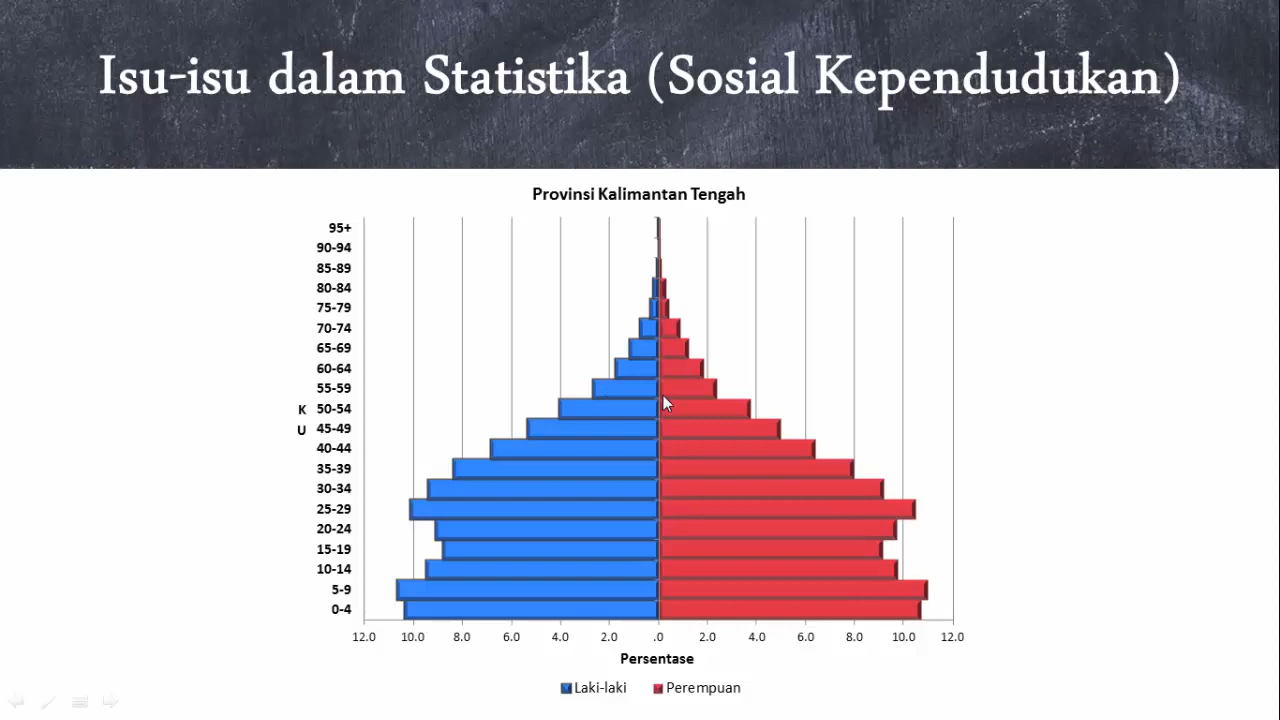 Isu-isu dalam Statistika (Sosial Kependudukan)
Provinsi Kalimantan Tengah
95+
90-94
85-89
80-84
75-79
70-74
65-69
60-64
55-59
K 50-54
U 45-49
40-44
35-39
30-34
25-29
20-24
15-19
10-14
5-9
0-4
12.0 10.0 8.0 6.0 4.0 2.0 .0 2.0 4.0 6.0 8.0 10.0 12.0
Persentase
Laki-laki Perempuan